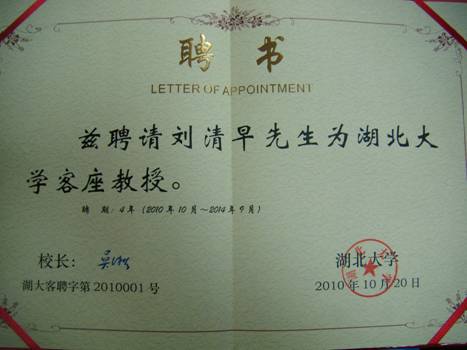 聘书
LETTER OF APPOINTMENT
兹聘请刘清早先生为湖北大
学客座教授。
聘 期：4年（2010年10月～2014年9月）
校长：
湖北大学
湖大客聘字第2010001号
2010年10月20日